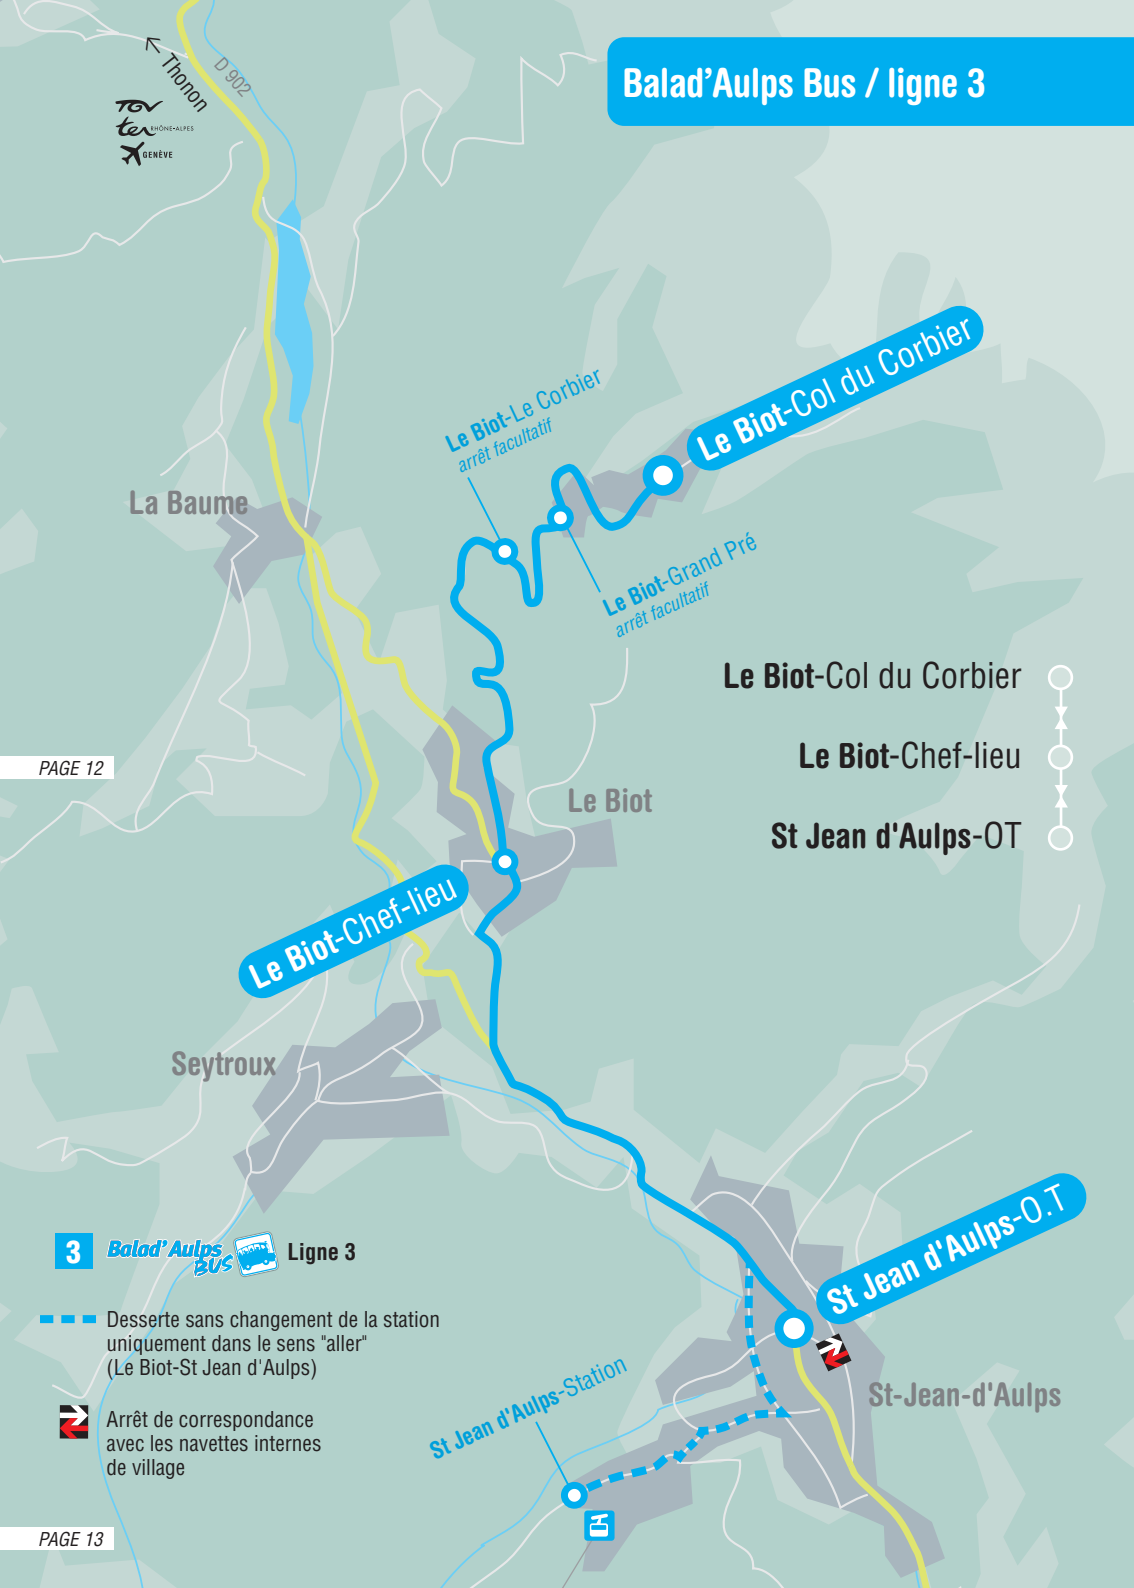 Balad'Aulps Bus / ligne 3
Thonon
D 902
TGV
ter RHÔNE-ALPES
GENÈVE
Le Biot-Col du Corbier
Le Biot-Le Corbier
arrêt facultatif
La Baume
Le Biot-Grand Pré
arrêt facultatif
Le Biot-Col du Corbier
Le Biot-Chef-lieu
St Jean d'Aulps-OT
PAGE 12
Le Biot
Le Biot-Chef-lieu
Seytroux
St Jean d'Aulps-O.T
3 Balad'Aulps BUS Ligne 3
Desserte sans changement de la station
uniquement dans le sens "aller"
(Le Biot-St Jean d'Aulps)
St Jean d'Aulps-Station
St-Jean-d'Aulps
Arrêt de correspondance
avec les navettes internes
de village
PAGE 13